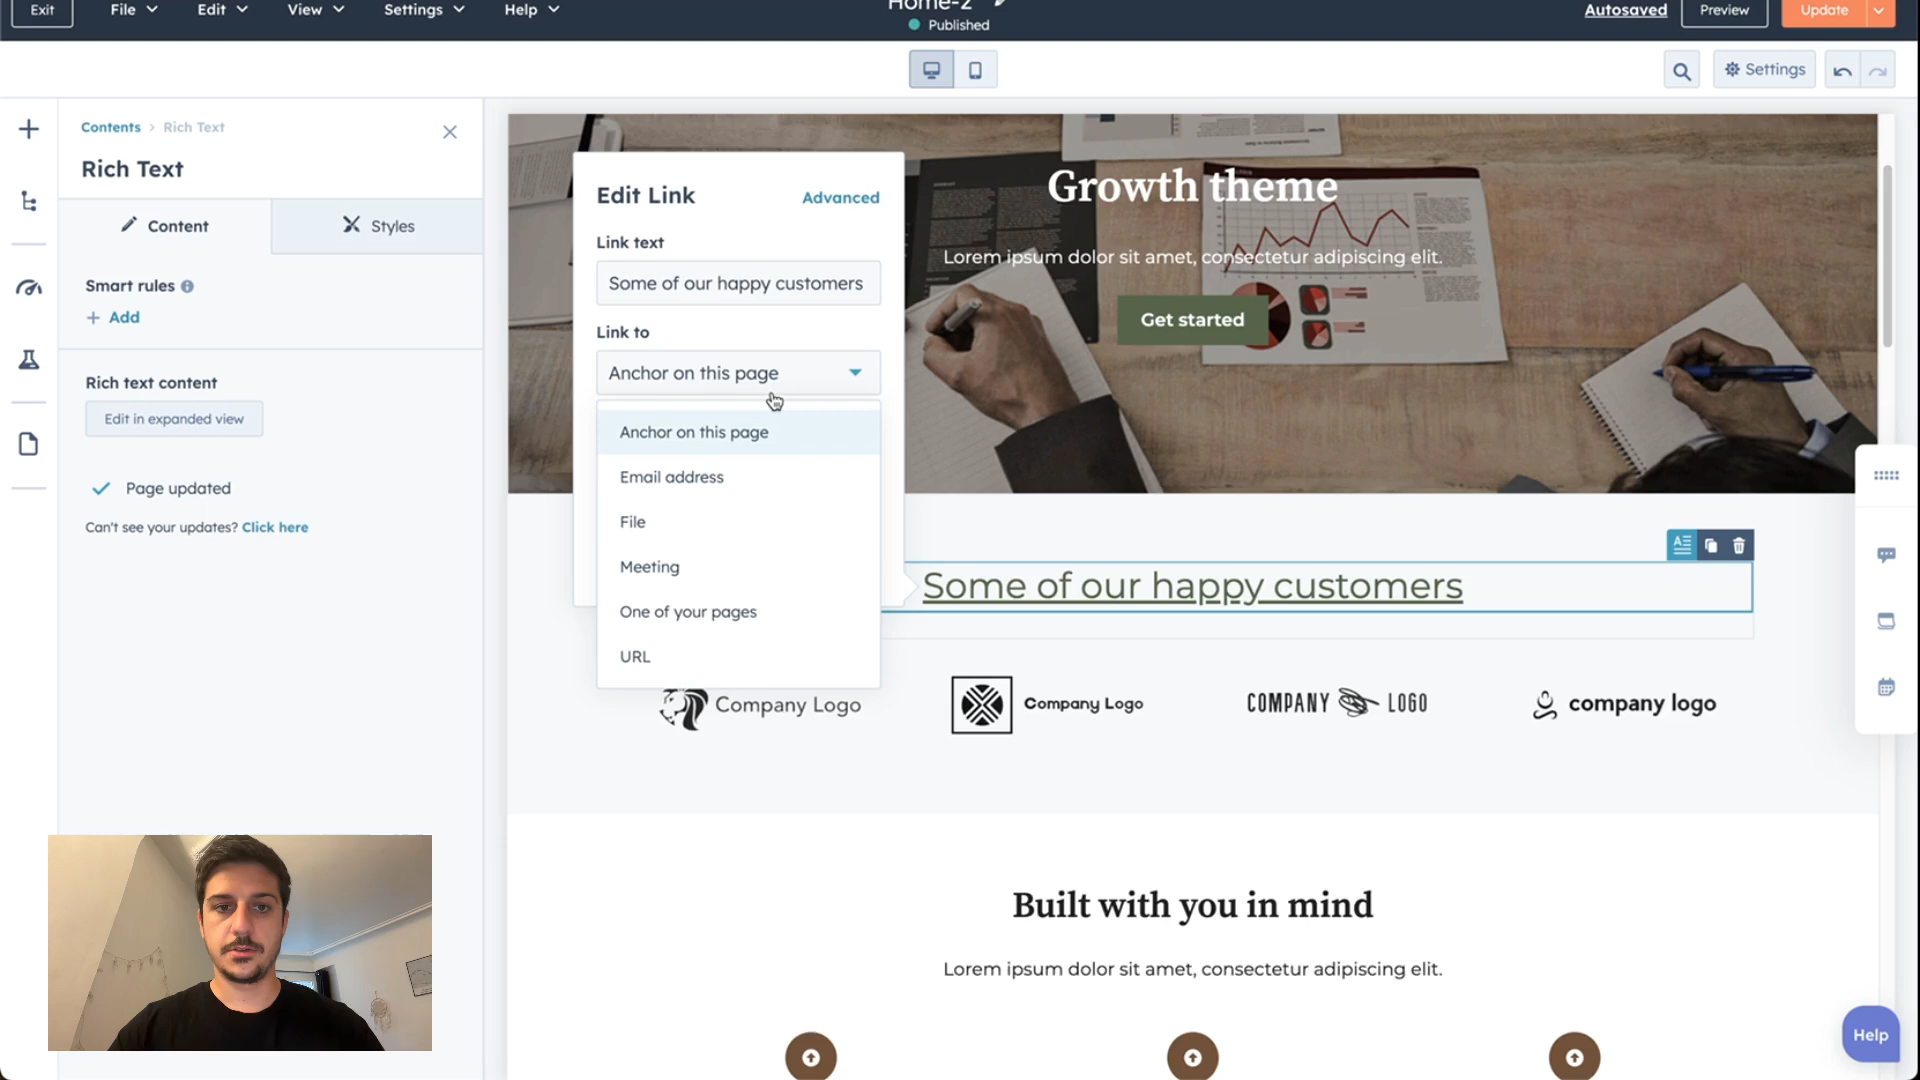 Exit
File
Edit
View
Settings
Help
Home-2
Published
Autosaved
Preview
Update
Settings
Contents > Rich Text
Rich Text
Content
Styles
Smart rules
+ Add
Rich text content
Edit in expanded view
Page updated
Can't see your updates? Click here
Edit Link
Advanced
Link text
Some of our happy customers
Link to
Anchor on this page
Anchor on this page
Email address
File
Meeting
One of your pages
URL
Growth theme
Lorem ipsum dolor sit amet, consectetur adipiscing elit.
Get started
Some of our happy customers
Company Logo
Company Logo
COMPANY LOGO
company logo
Built with you in mind
Lorem ipsum dolor sit amet, consectetur adipiscing elit.
Help